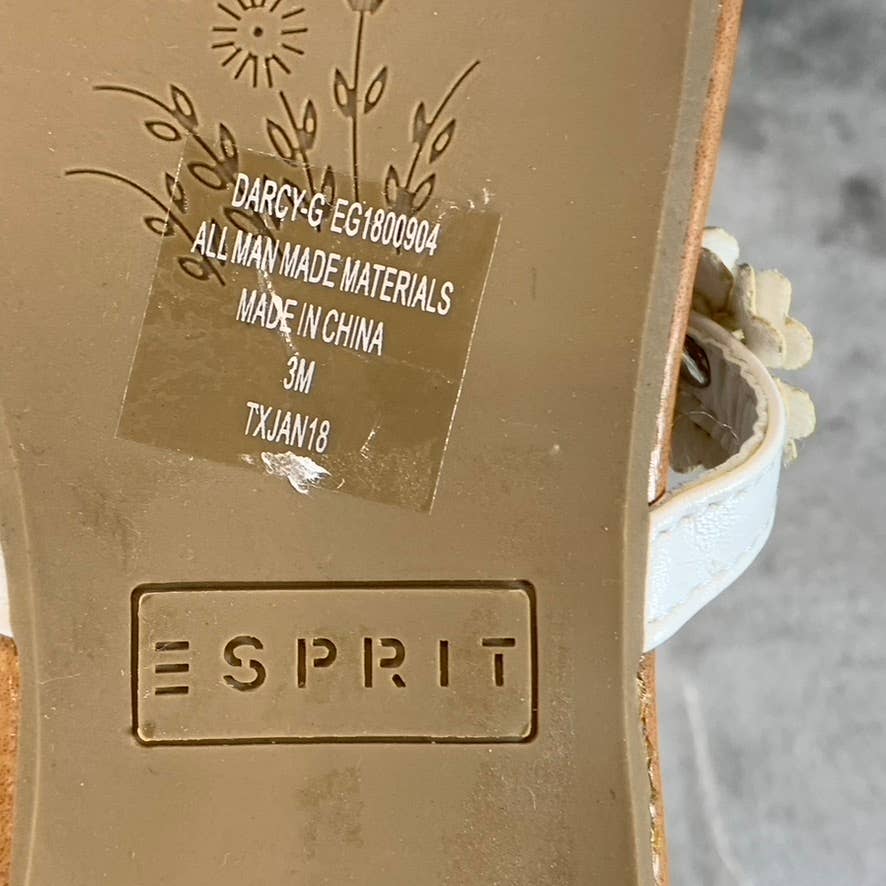 DARCY-G EG1800904
ALL MAN MADE MATERIALS
MADE IN CHINA
3M
TXJAN18
ESPRIT